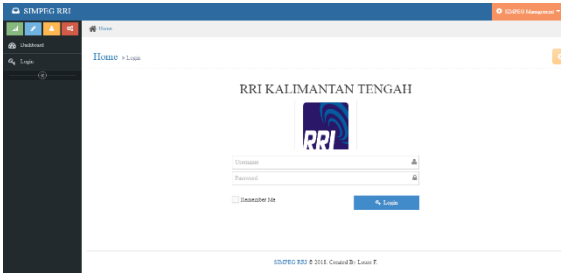 SIMPEG RRI
SIMPEG Management
Home
Dashboard
Login
Home » Login
RRI KALIMANTAN TENGAH
RRI
Username
Password
Remember Me
Login
SIMPEG RRI © 2018. Created By Louis F.